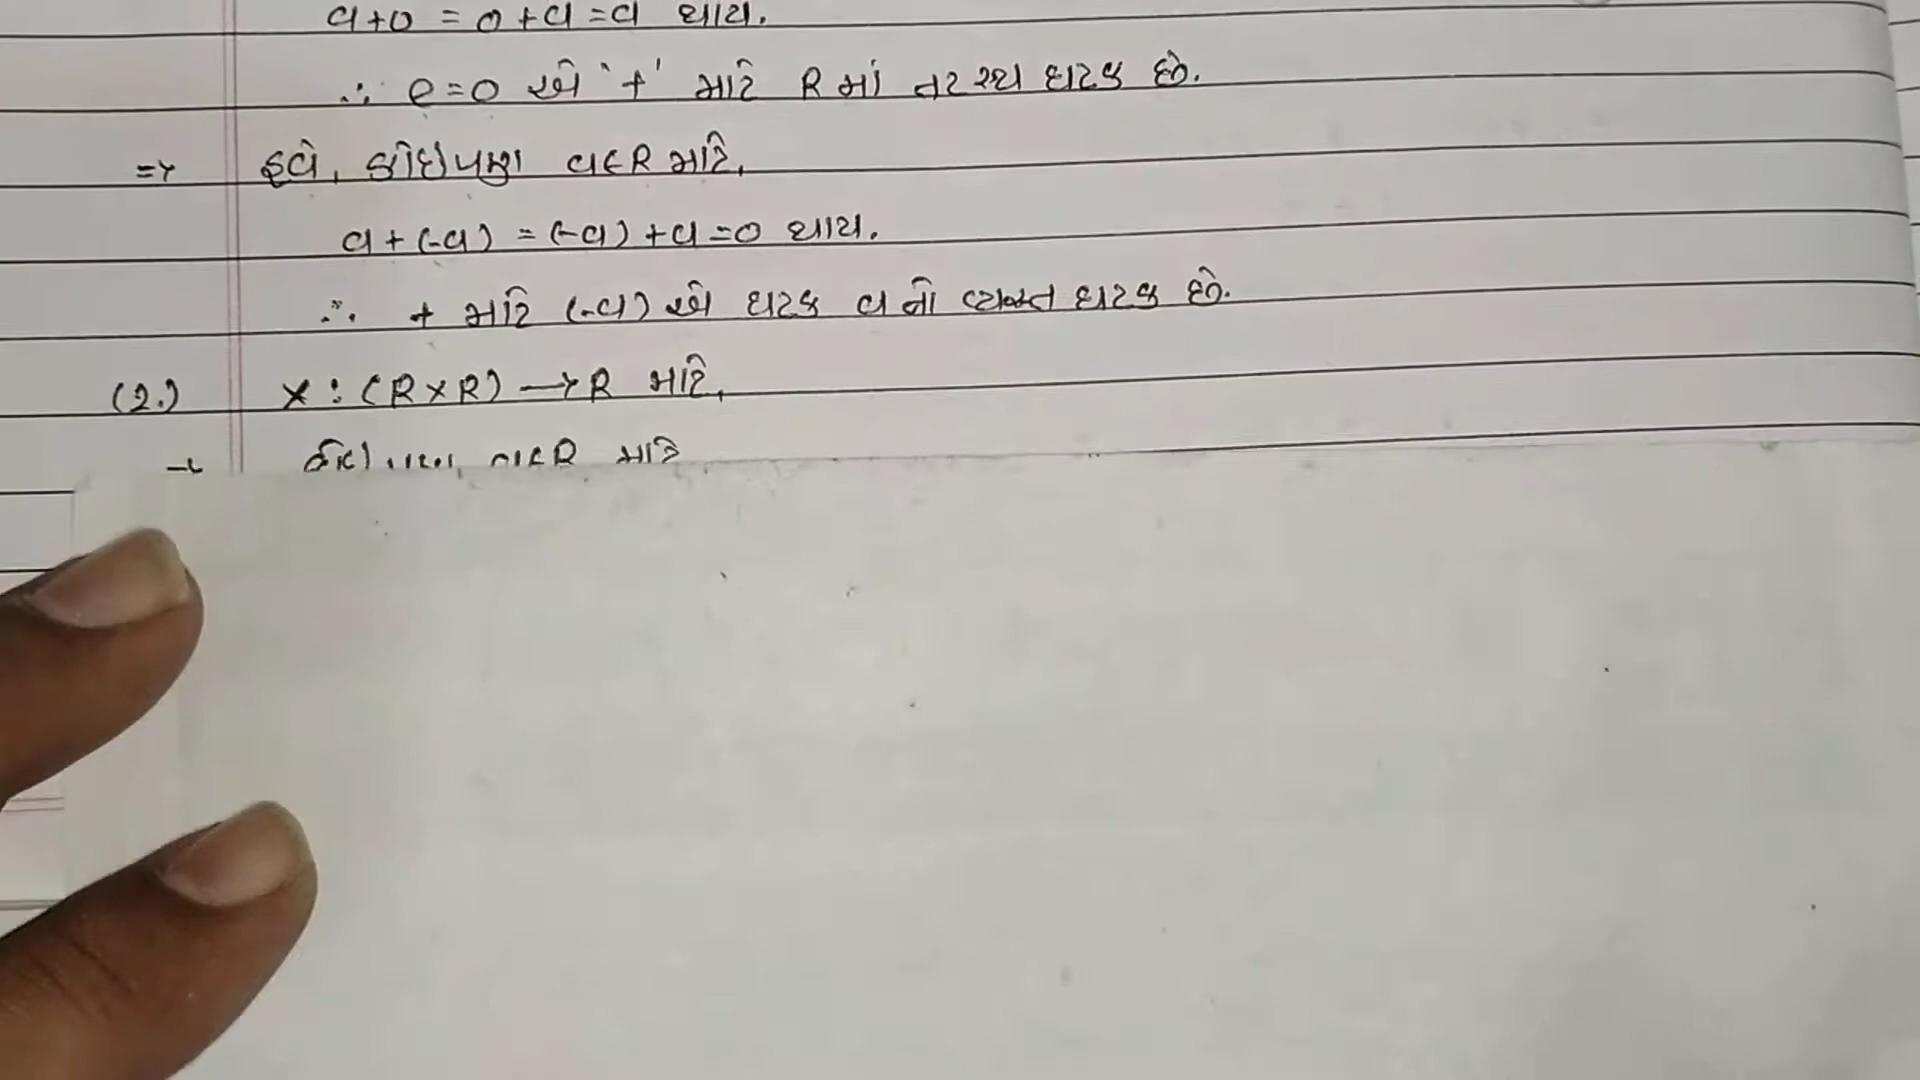 a+0 = 0+a = a થાય.
∴ e=0 એ '+' માટે R માં તટસ્થ ઘટક છે.
=> હવે, કોઈપણ a∈R માટે,
a+(-a) = (-a)+a=0 થાય.
∴ + માટે (-a) એ ઘટક a નો વ્યસ્ત ઘટક છે.
(2.) X : (R×R) → R માટે,
a∈R માટે